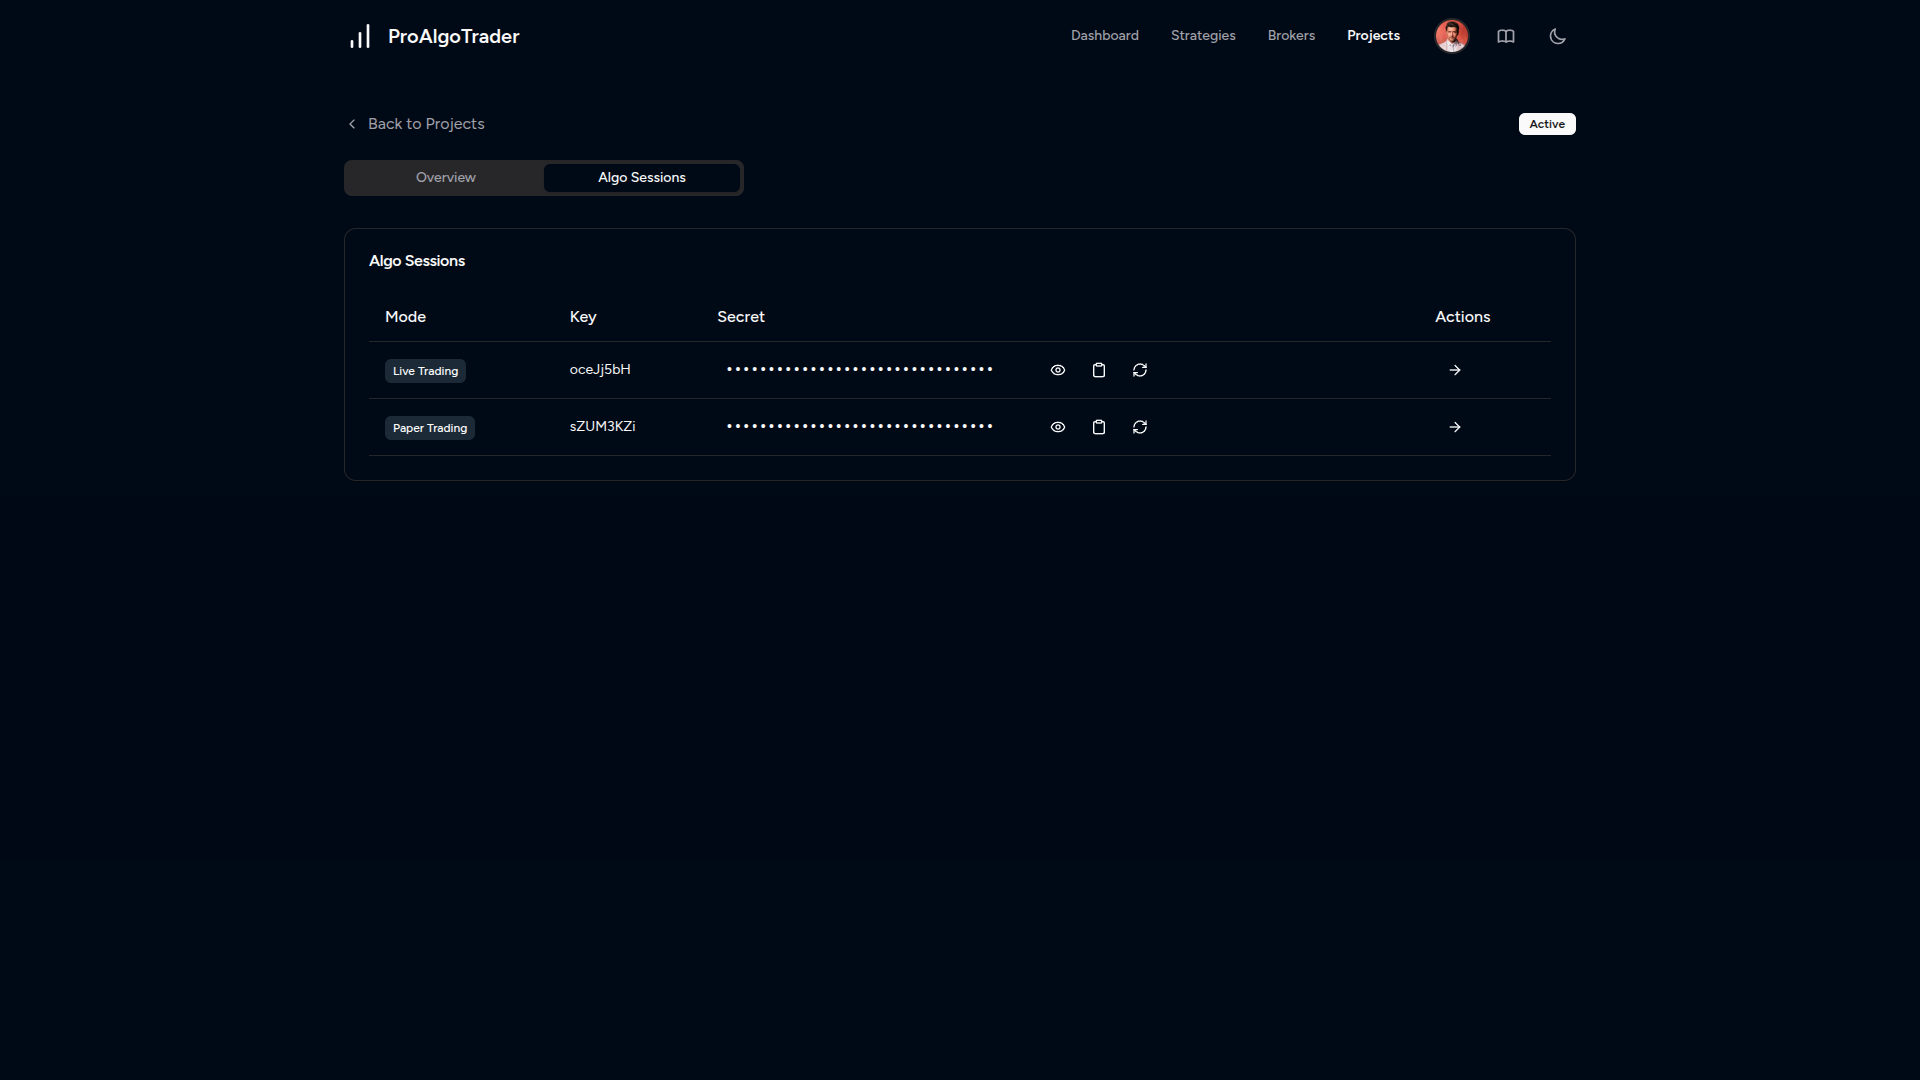 ProAlgoTrader
Dashboard Strategies Brokers Projects
Back to Projects
Active
Overview Algo Sessions
Algo Sessions
Mode Key Secret Actions
Live Trading oceJj5bH ••••••••••••••••••••••••••••••••
Paper Trading sZUM3KZi ••••••••••••••••••••••••••••••••